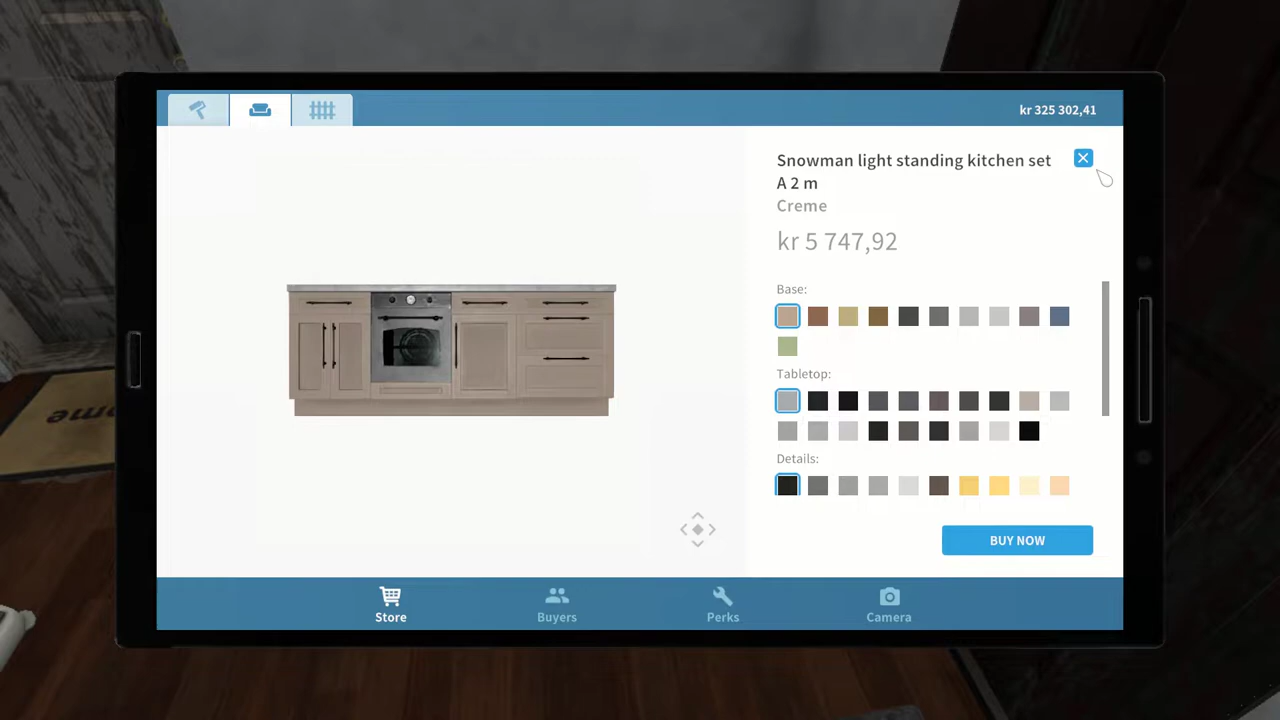 kr 325 302,41
Snowman light standing kitchen set
A 2 m
Creme
kr 5 747,92
Base:
Tabletop:
Details:
BUY NOW
Store
Buyers
Perks
Camera
home